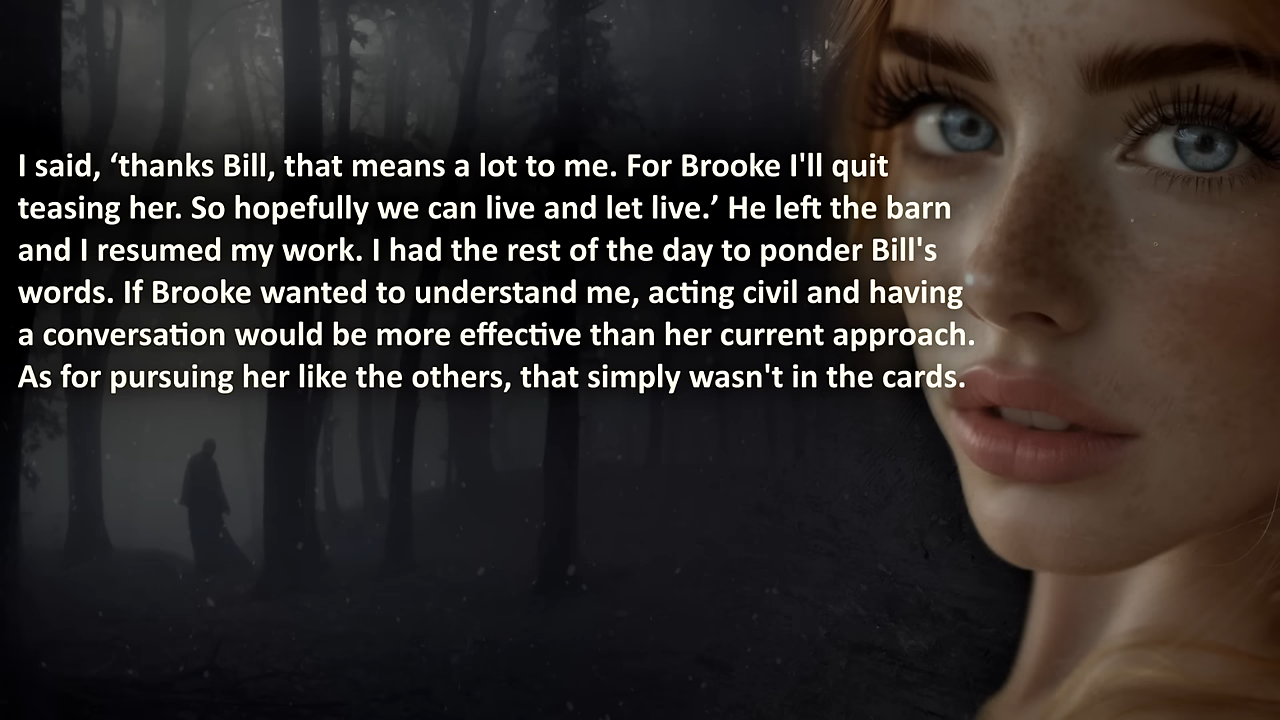 I said, ‘thanks Bill, that means a lot to me. For Brooke I'll quit
teasing her. So hopefully we can live and let live.’ He left the barn
and I resumed my work. I had the rest of the day to ponder Bill's
words. If Brooke wanted to understand me, acting civil and having
a conversation would be more effective than her current approach.
As for pursuing her like the others, that simply wasn't in the cards.